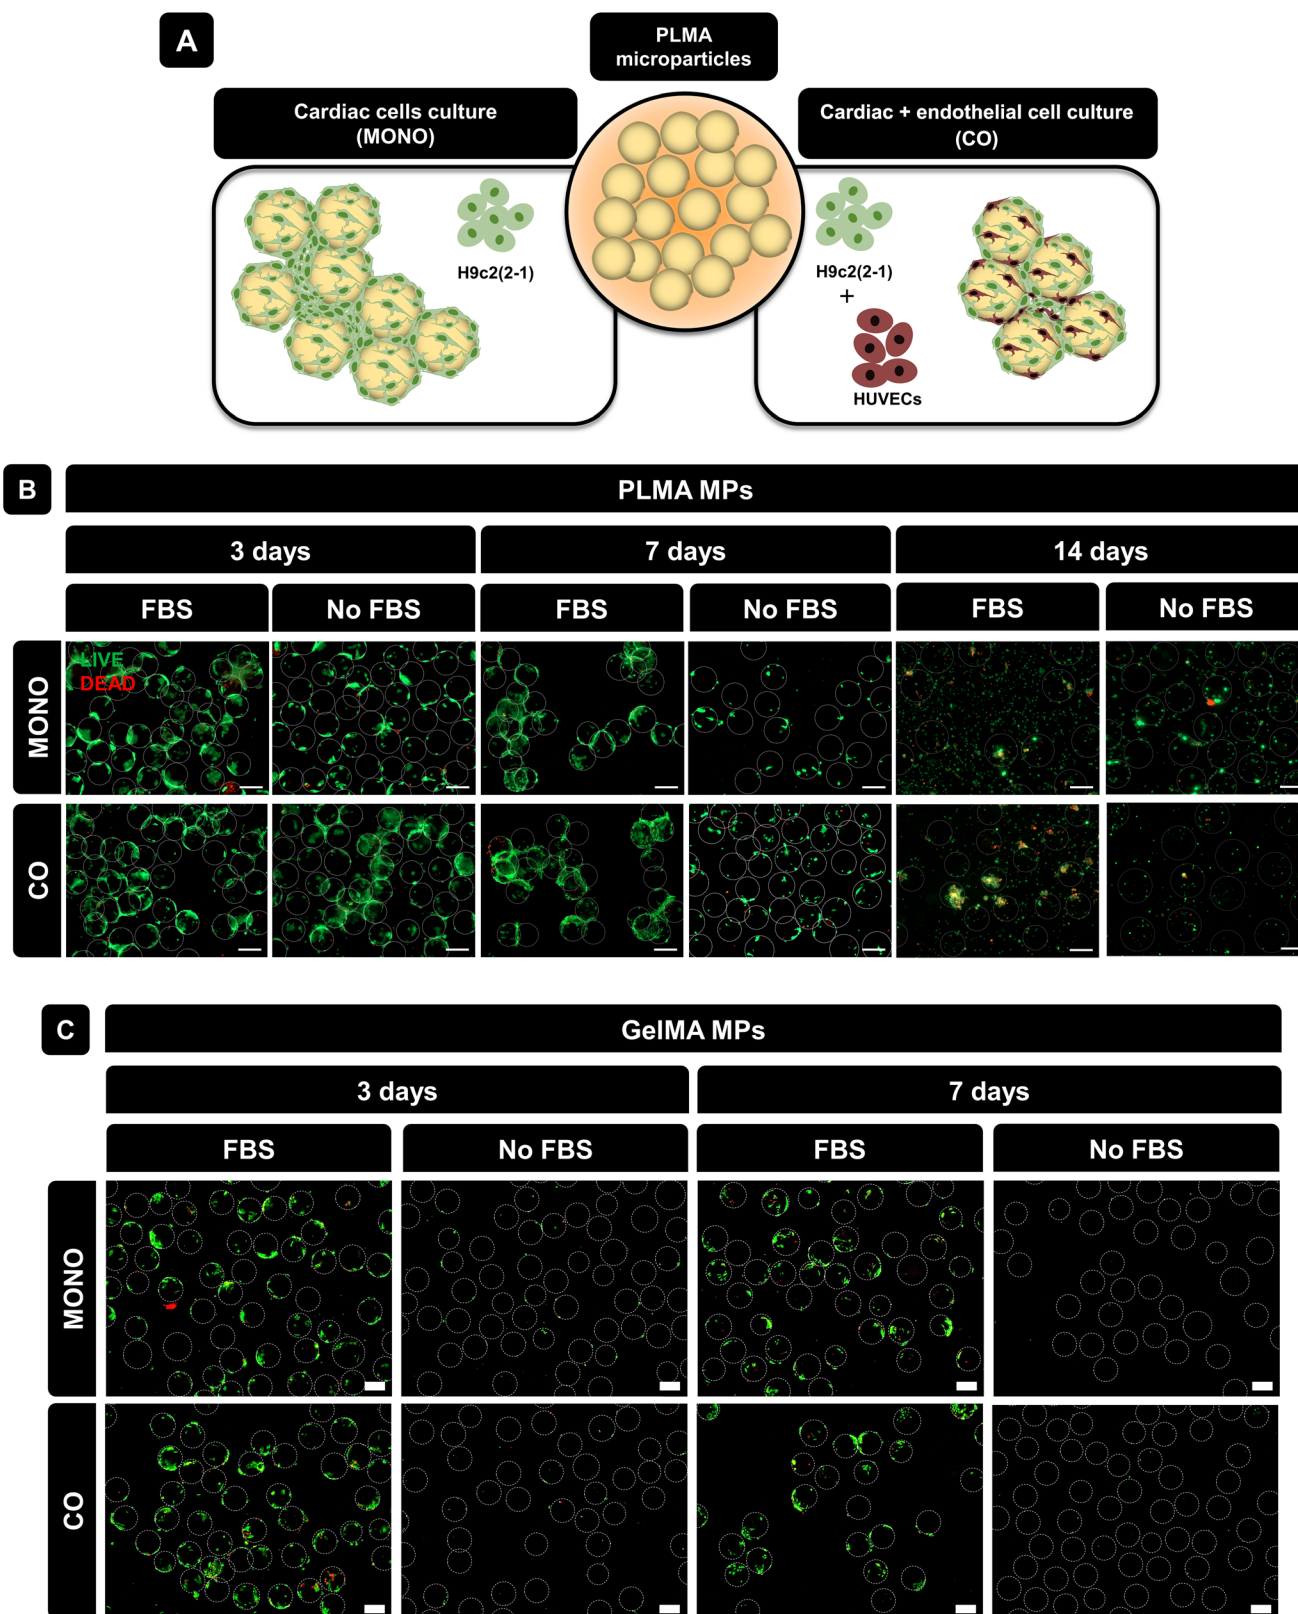 A
PLMA
microparticles
Cardiac cells culture
(MONO)
Cardiac + endothelial cell culture
(CO)
H9c2(2-1)
H9c2(2-1)
+
HUVECs
B
PLMA MPs
3 days
7 days
14 days
FBS
No FBS
FBS
No FBS
FBS
No FBS
MONO
LIVE
DEAD
CO
C
GelMA MPs
3 days
7 days
FBS
No FBS
FBS
No FBS
MONO
CO